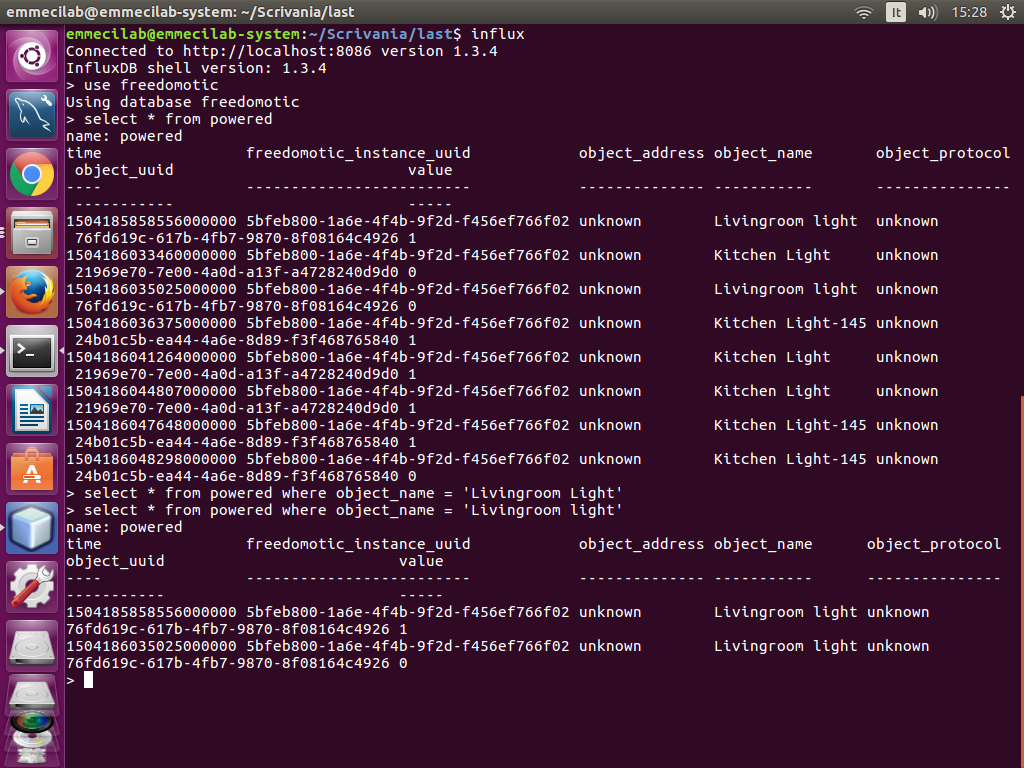 emmecilab@emmecilab-system: ~/Scrivania/last
It
15:28
emmecilab@emmecilab-system:~/Scrivania/last$ influx
Connected to http://localhost:8086 version 1.3.4
InfluxDB shell version: 1.3.4
> use freedomotic
Using database freedomotic
> select * from powered
name: powered
time                freedomotic_instance_uuid            object_address object_name       object_protocol
 object_uuid                          value
----                -------------------------            -------------- -----------       ---------------
 -----------                          -----
1504185858556000000 5bfeb800-1a6e-4f4b-9f2d-f456ef766f02 unknown        Livingroom light  unknown
 76fd619c-617b-4fb7-9870-8f08164c4926 1
1504186033460000000 5bfeb800-1a6e-4f4b-9f2d-f456ef766f02 unknown        Kitchen Light     unknown
 21969e70-7e00-4a0d-a13f-a4728240d9d0 0
1504186035025000000 5bfeb800-1a6e-4f4b-9f2d-f456ef766f02 unknown        Livingroom light  unknown
 76fd619c-617b-4fb7-9870-8f08164c4926 0
1504186036375000000 5bfeb800-1a6e-4f4b-9f2d-f456ef766f02 unknown        Kitchen Light-145 unknown
 24b01c5b-ea44-4a6e-8d89-f3f468765840 1
1504186041264000000 5bfeb800-1a6e-4f4b-9f2d-f456ef766f02 unknown        Kitchen Light     unknown
 21969e70-7e00-4a0d-a13f-a4728240d9d0 1
1504186044807000000 5bfeb800-1a6e-4f4b-9f2d-f456ef766f02 unknown        Kitchen Light     unknown
 21969e70-7e00-4a0d-a13f-a4728240d9d0 1
1504186047648000000 5bfeb800-1a6e-4f4b-9f2d-f456ef766f02 unknown        Kitchen Light-145 unknown
 24b01c5b-ea44-4a6e-8d89-f3f468765840 1
1504186048298000000 5bfeb800-1a6e-4f4b-9f2d-f456ef766f02 unknown        Kitchen Light-145 unknown
 24b01c5b-ea44-4a6e-8d89-f3f468765840 0
> select * from powered where object_name = 'Livingroom Light'
> select * from powered where object_name = 'Livingroom light'
name: powered
time                freedomotic_instance_uuid            object_address object_name      object_protocol
object_uuid                          value
----                -------------------------            -------------- -----------      ---------------
-----------                          -----
1504185858556000000 5bfeb800-1a6e-4f4b-9f2d-f456ef766f02 unknown        Livingroom light unknown
76fd619c-617b-4fb7-9870-8f08164c4926 1
1504186035025000000 5bfeb800-1a6e-4f4b-9f2d-f456ef766f02 unknown        Livingroom light unknown
76fd619c-617b-4fb7-9870-8f08164c4926 0
>